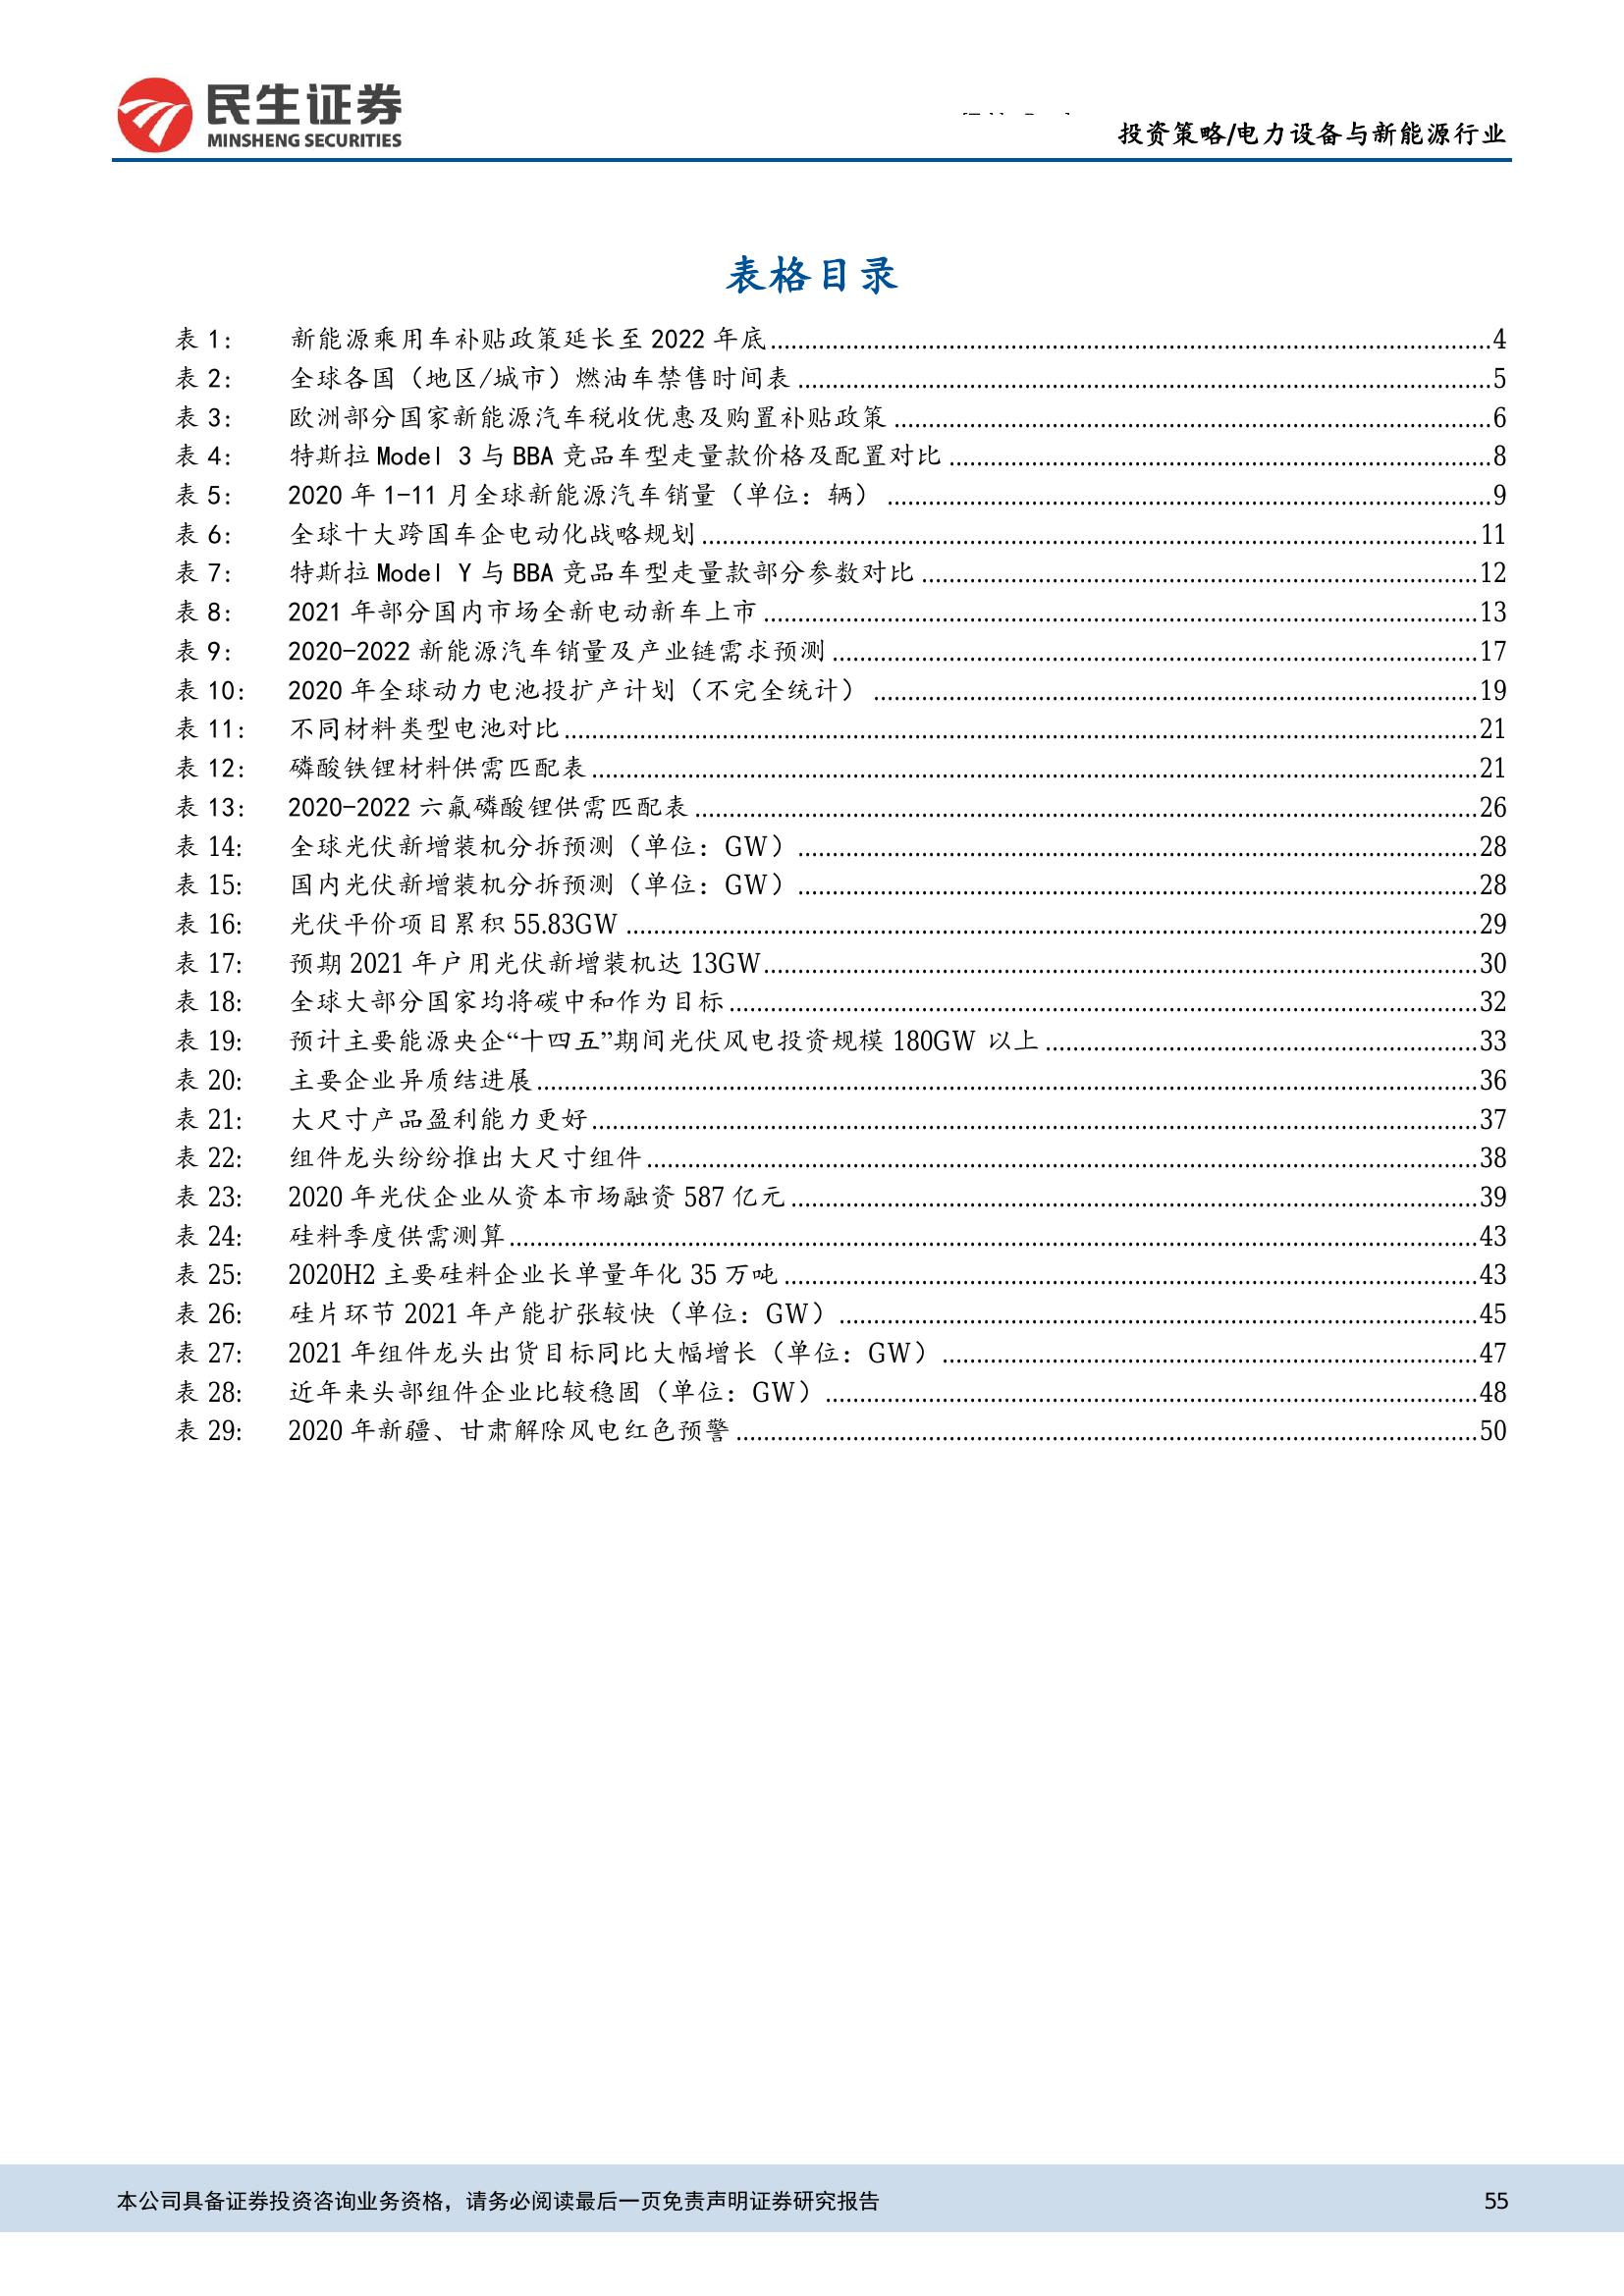 民生证券
MINSHENG SECURITIES
投资策略/电力设备与新能源行业
表格目录
表 1: 新能源乘用车补贴政策延长至 2022 年底 4
表 2: 全球各国（地区/城市）燃油车禁售时间表 5
表 3: 欧洲部分国家新能源汽车税收优惠及购置补贴政策 6
表 4: 特斯拉 Model 3 与 BBA 竞品车型走量款价格及配置对比 8
表 5: 2020 年 1-11 月全球新能源汽车销量（单位：辆） 9
表 6: 全球十大跨国车企电动化战略规划 11
表 7: 特斯拉 Model Y 与 BBA 竞品车型走量款部分参数对比 12
表 8: 2021 年部分国内市场全新电动新车上市 13
表 9: 2020-2022 新能源汽车销量及产业链需求预测 17
表 10: 2020 年全球动力电池投扩产计划（不完全统计） 19
表 11: 不同材料类型电池对比 21
表 12: 磷酸铁锂材料供需匹配表 21
表 13: 2020-2022 六氟磷酸锂供需匹配表 26
表 14: 全球光伏新增装机分拆预测（单位：GW） 28
表 15: 国内光伏新增装机分拆预测（单位：GW） 28
表 16: 光伏平价项目累积 55.83GW 29
表 17: 预期 2021 年户用光伏新增装机达 13GW 30
表 18: 全球大部分国家均将碳中和作为目标 32
表 19: 预计主要能源央企“十四五”期间光伏风电投资规模 180GW 以上 33
表 20: 主要企业异质结进展 36
表 21: 大尺寸产品盈利能力更好 37
表 22: 组件龙头纷纷推出大尺寸组件 38
表 23: 2020 年光伏企业从资本市场融资 587 亿元 39
表 24: 硅料季度供需测算 43
表 25: 2020H2 主要硅料企业长单量年化 35 万吨 43
表 26: 硅片环节 2021 年产能扩张较快（单位：GW） 45
表 27: 2021 年组件龙头出货目标同比大幅增长（单位：GW） 47
表 28: 近年来头部组件企业比较稳固（单位：GW） 48
表 29: 2020 年新疆、甘肃解除风电红色预警 50
本公司具备证券投资咨询业务资格，请务必阅读最后一页免责声明证券研究报告 55